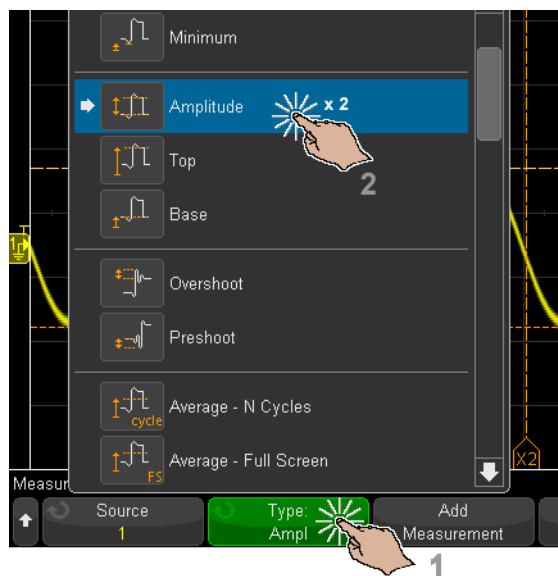 Minimum
Amplitude
x 2
Top
2
Base
1
Overshoot
Preshoot
cycle
Average - N Cycles
FS
Average - Full Screen
X2
Measur
Source
1
Type:
Ampl
Add
Measurement
1